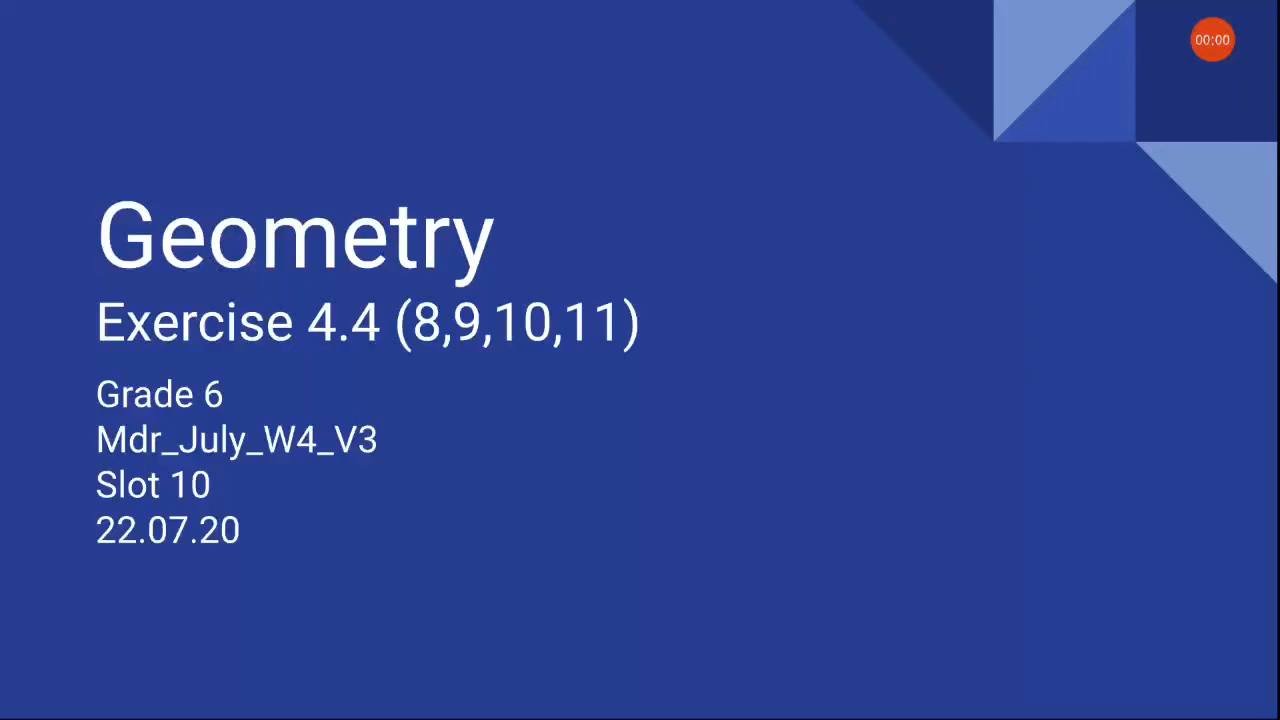 00:00
Geometry
Exercise 4.4 (8,9,10,11)
Grade 6
Mdr_July_W4_V3
Slot 10
22.07.20